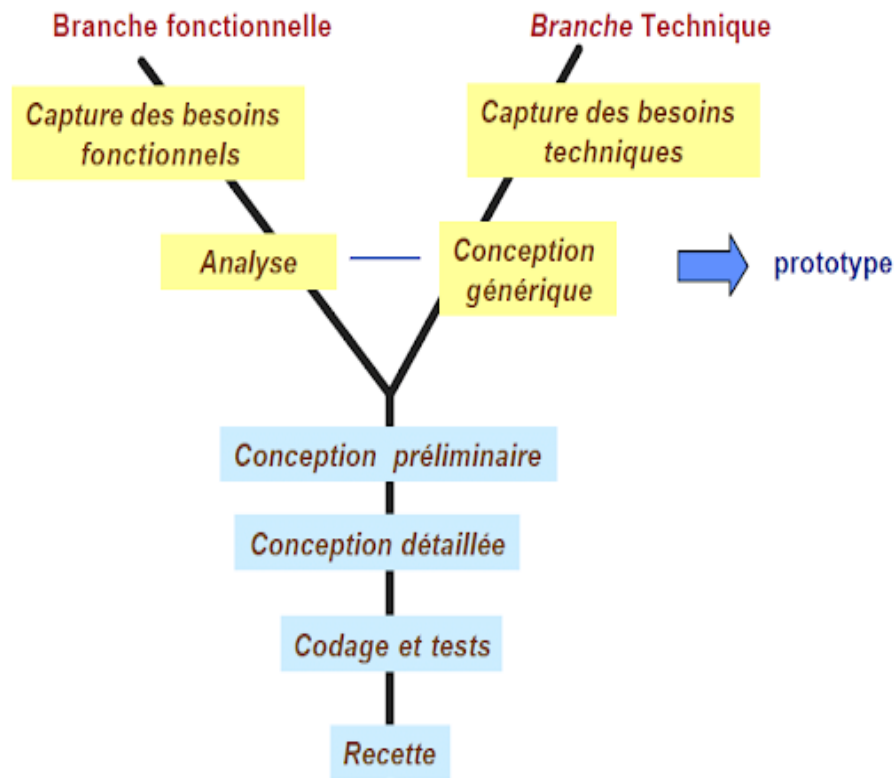 Branche fonctionnelle
Branche Technique
Capture des besoins
fonctionnels
Capture des besoins
techniques
Analyse
Conception
générique
prototype
Conception préliminaire
Conception détaillée
Codage et tests
Recette